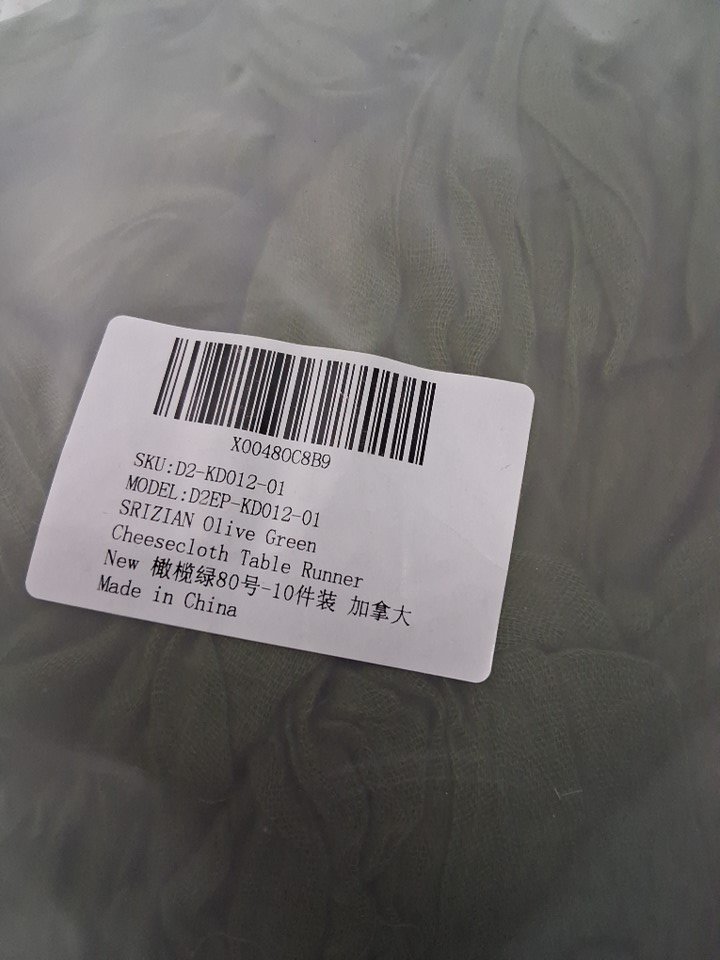 X00480C8B9
SKU:D2-KD012-01
MODEL:D2EP-KD012-01
SRIZIAN Olive Green
Cheesecloth Table Runner
New 橄榄绿80号-10件装 加拿大
Made in China